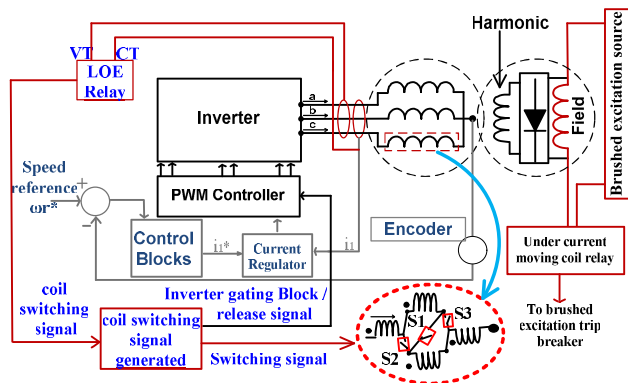 Harmonic
VT
CT
LOE
Relay
Inverter
a
b
c
Field
Brushed excitation source
Speed
reference
ωr*
+
−
PWM Controller
Control
Blocks
i1*
Current
Regulator
i1
Encoder
Under current
moving coil relay
coil
switching
signal
Inverter gating Block /
release signal
coil switching
signal
generated
Switching signal
S1
S2
S3
To brushed
excitation trip
breaker